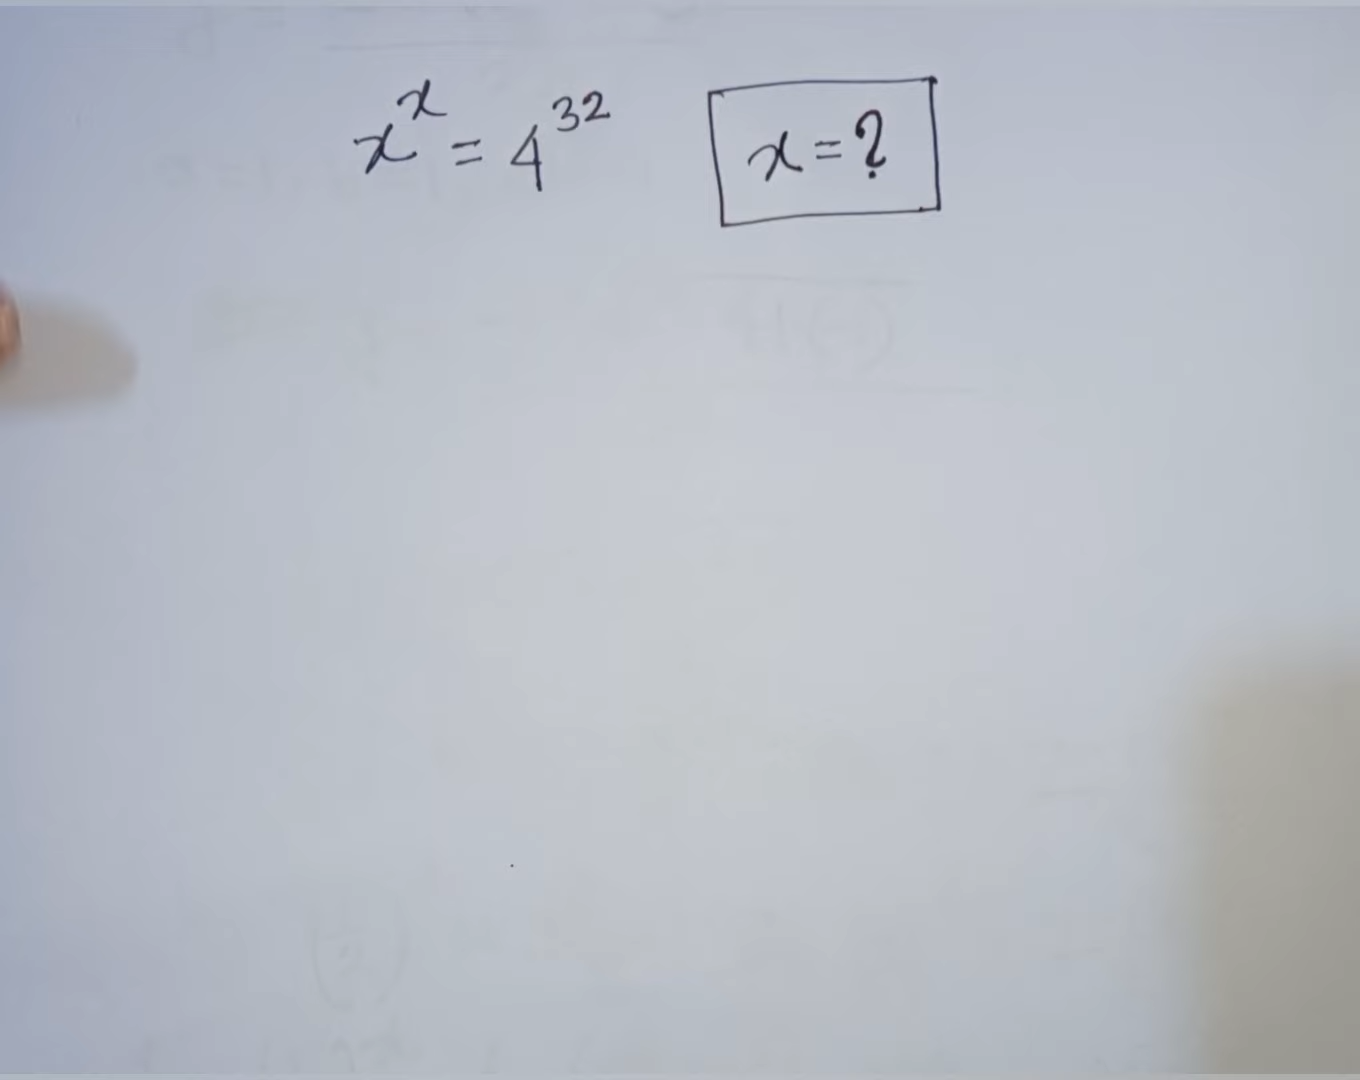 x^x = 4^32 x = ?